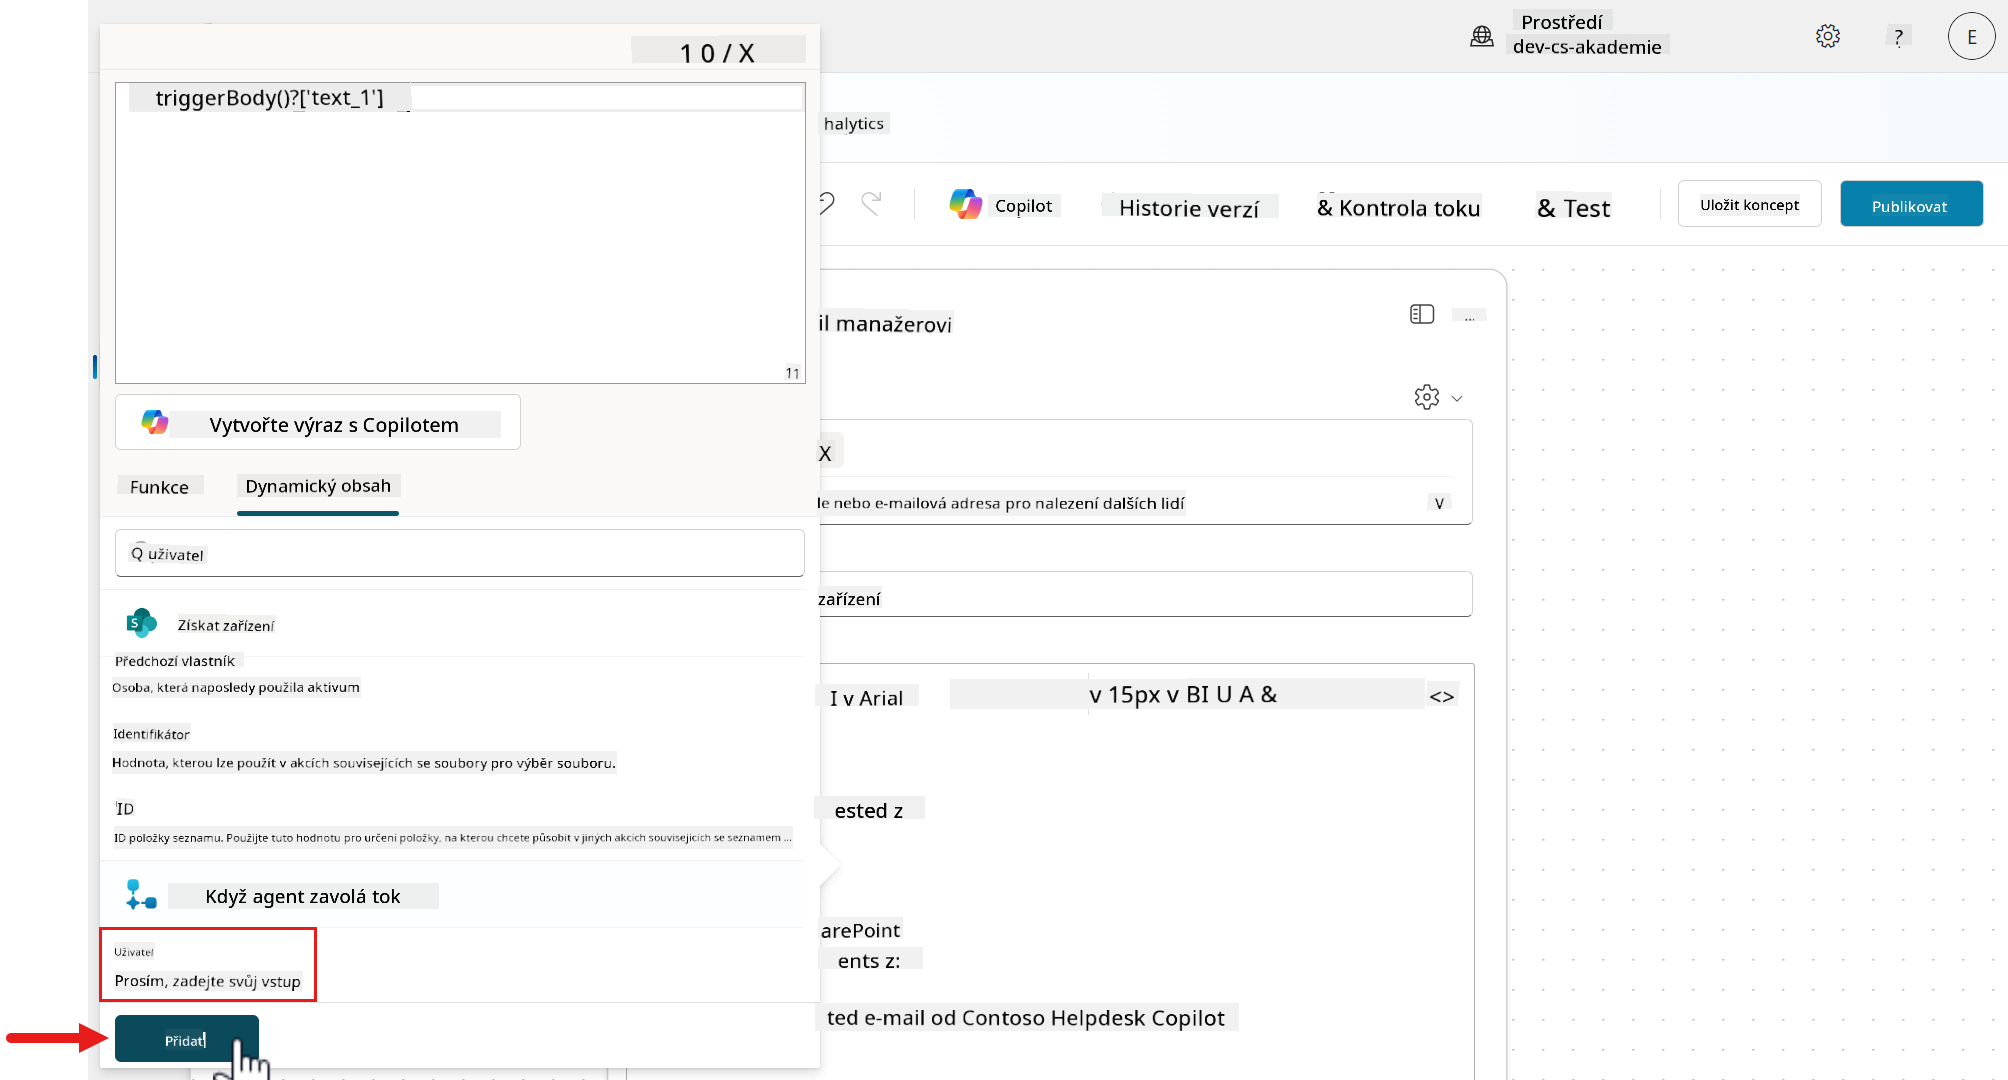 Prostředí
dev-cs-akademie
?
E
1 0 / X
triggerBody()?['text_1']
halytics
Copilot
Historie verzí
& Kontrola toku
& Test
Uložit koncept
Publikovat
il manažerovi
...
11
Vytvořte výraz s Copilotem
X
Funkce
Dynamický obsah
le nebo e-mailová adresa pro nalezení dalších lidí
V
Q uživatel
zařízení
S
Získat zařízení
Předchozí vlastník
Osoba, která naposledy použila aktivum
I v Arial
v 15px v BI U A &
<>
Identifikátor
Hodnota, kterou lze použít v akcích souvisejících se soubory pro výběr souboru.
ID
ested z
ID položky seznamu. Použijte tuto hodnotu pro určení položky, na kterou chcete působit v jiných akcích souvisejících se seznamem ...
Když agent zavolá tok
arePoint
Uživatel
ents z:
Prosím, zadejte svůj vstup
ted e-mail od Contoso Helpdesk Copilot
Přidat